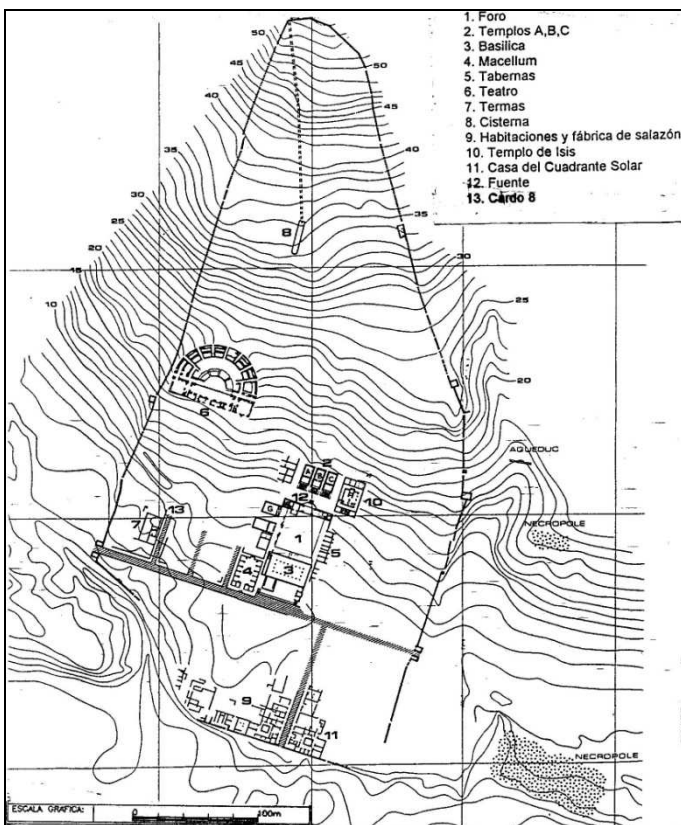 1. Foro
2. Templos A,B,C
3. Basilica
4. Macellum
5. Tabernas
6. Teatro
7. Termas
8. Cisterna
9. Habitaciones y fábrica de salazón
10. Templo de Isis
11. Casa del Cuadrante Solar
12. Fuente
13. Cardo 8
50
50
45
45
40
40
35
35
8
30
30
25
25
20
15
20
10
6
AQUEDUC
2
A B C
12
10
13
G
NECROPOLE
7
1
5
4
3
9
11
NECROPOLE
ESCALA GRÁFICA:
0
100m